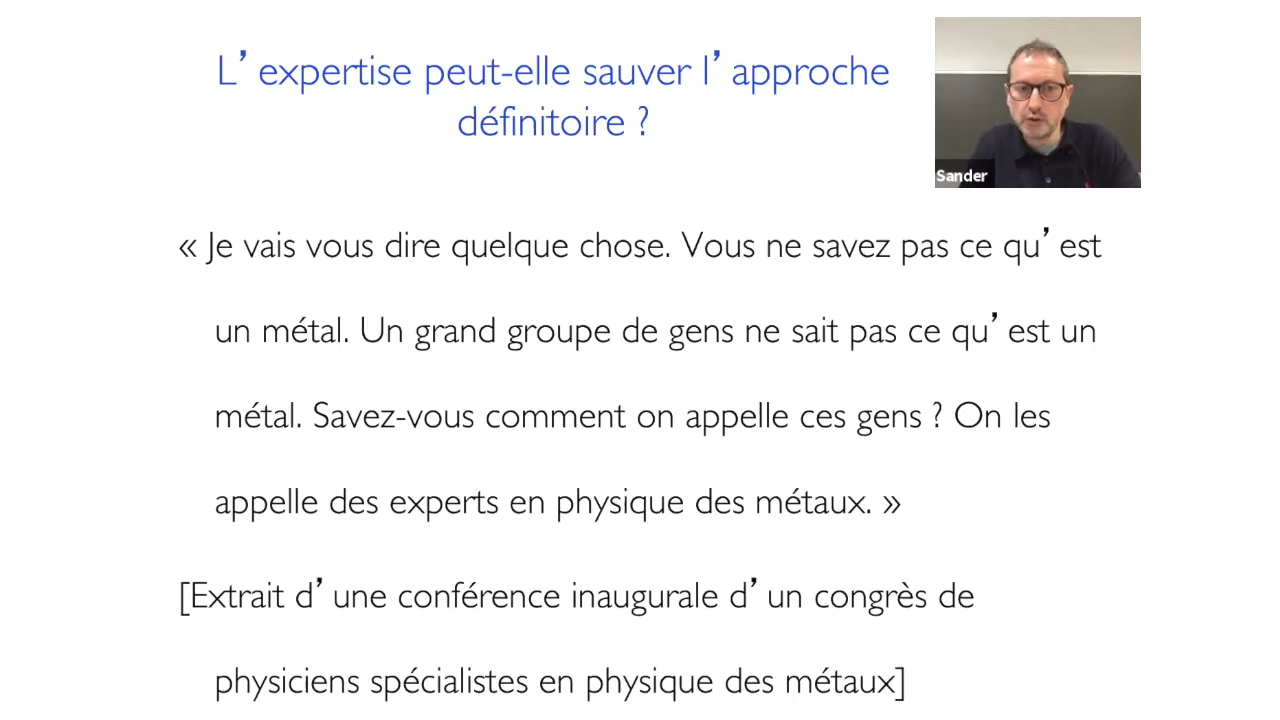 L’expertise peut-elle sauver l’approche
définitoire ?
Sander
« Je vais vous dire quelque chose. Vous ne savez pas ce qu’est
un métal. Un grand groupe de gens ne sait pas ce qu’est un
métal. Savez-vous comment on appelle ces gens ? On les
appelle des experts en physique des métaux. »
[Extrait d’une conférence inaugurale d’un congrès de
physiciens spécialistes en physique des métaux]